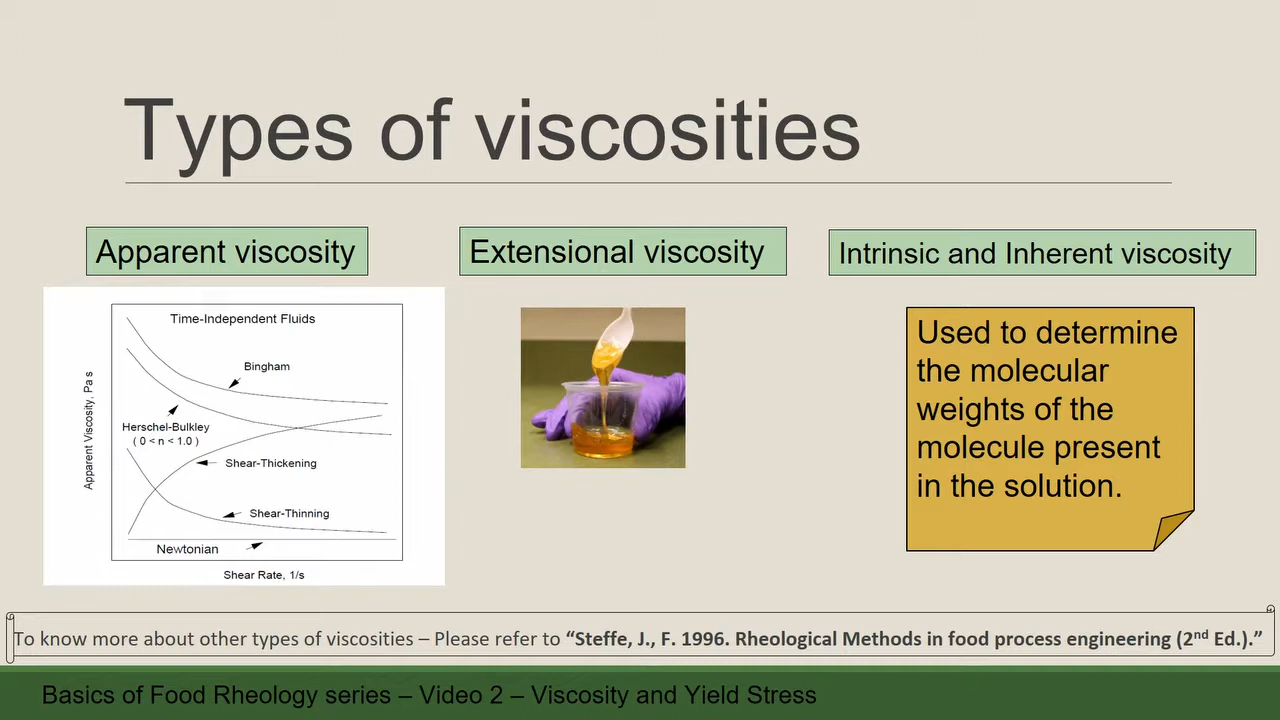 Types of viscosities
Apparent viscosity
Extensional viscosity
Intrinsic and Inherent viscosity
Time-Independent Fluids
Bingham
Herschel-Bulkley
( 0 < n < 1.0 )
Shear-Thickening
Shear-Thinning
Newtonian
Apparent Viscosity, Pa s
Shear Rate, 1/s
Used to determine
the molecular
weights of the
molecule present
in the solution.
To know more about other types of viscosities – Please refer to “Steffe, J., F. 1996. Rheological Methods in food process engineering (2nd Ed.).”
Basics of Food Rheology series – Video 2 – Viscosity and Yield Stress